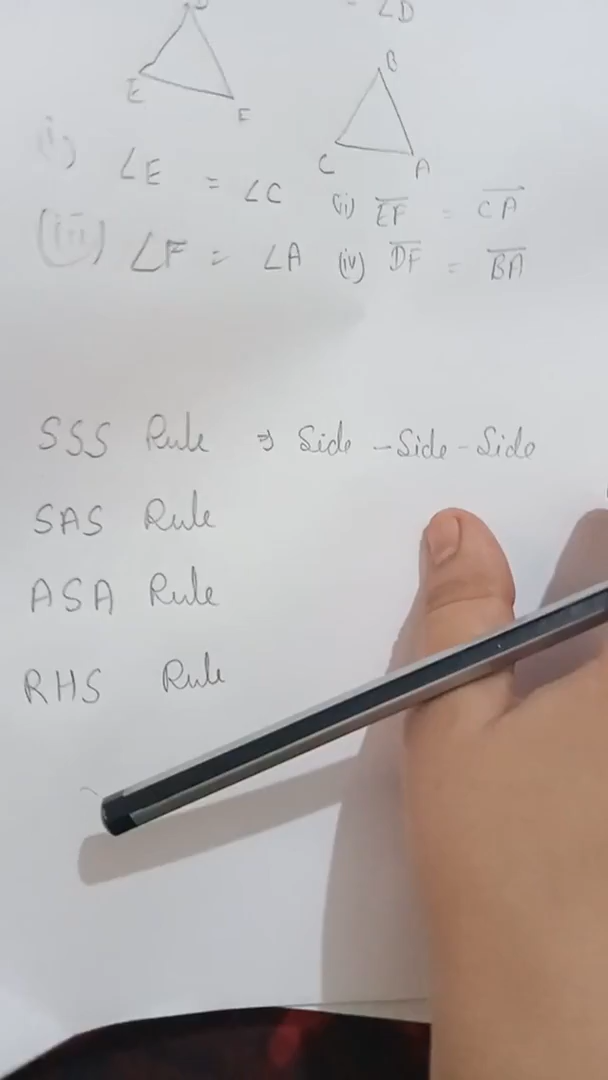 = ∠D
D
E
F
B
C
A
(i) ∠E = ∠C (ii) EF = CA
(iii) ∠F = ∠A (iv) DF = BA
SSS Rule ⇒ Side - Side - Side
SAS Rule
ASA Rule
RHS Rule